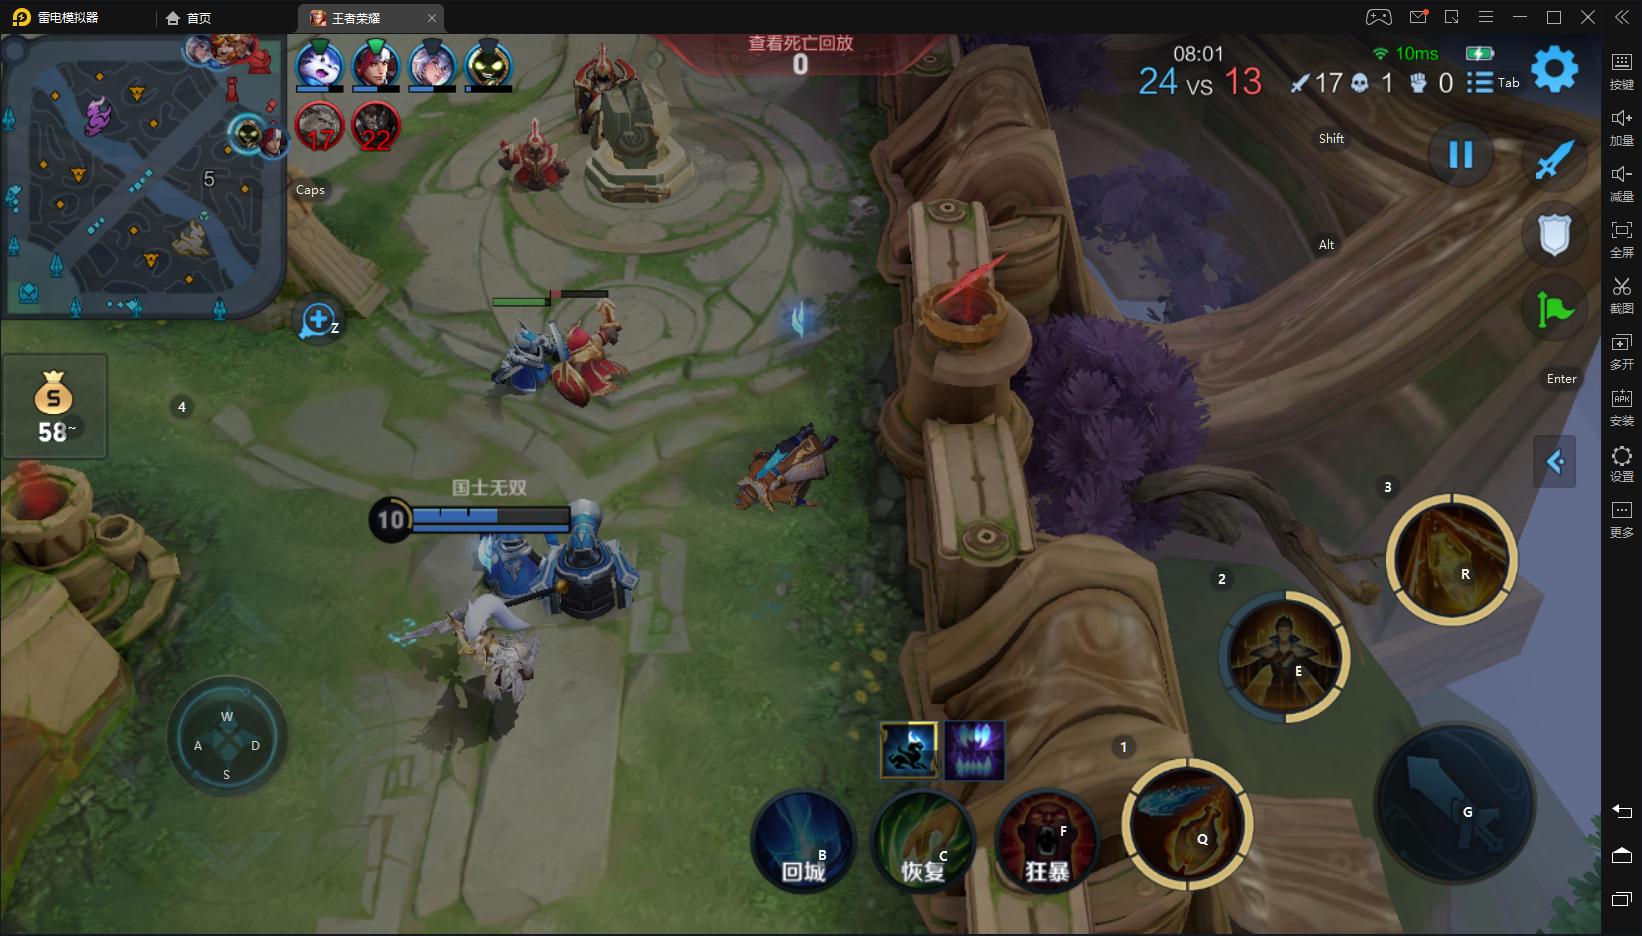 雷电模拟器
首页
王者荣耀
查看死亡回放
0
08:01
10ms
24 vs 13
17
1
0
Tab
按键
加量
减量
全屏
截图
多开
安装
设置
更多
17
22
5
Caps
Shift
Alt
Z
Enter
58
~
4
国士无双
10
3
R
2
E
W
A
D
S
1
Q
G
B
回城
C
恢复
F
狂暴
APK